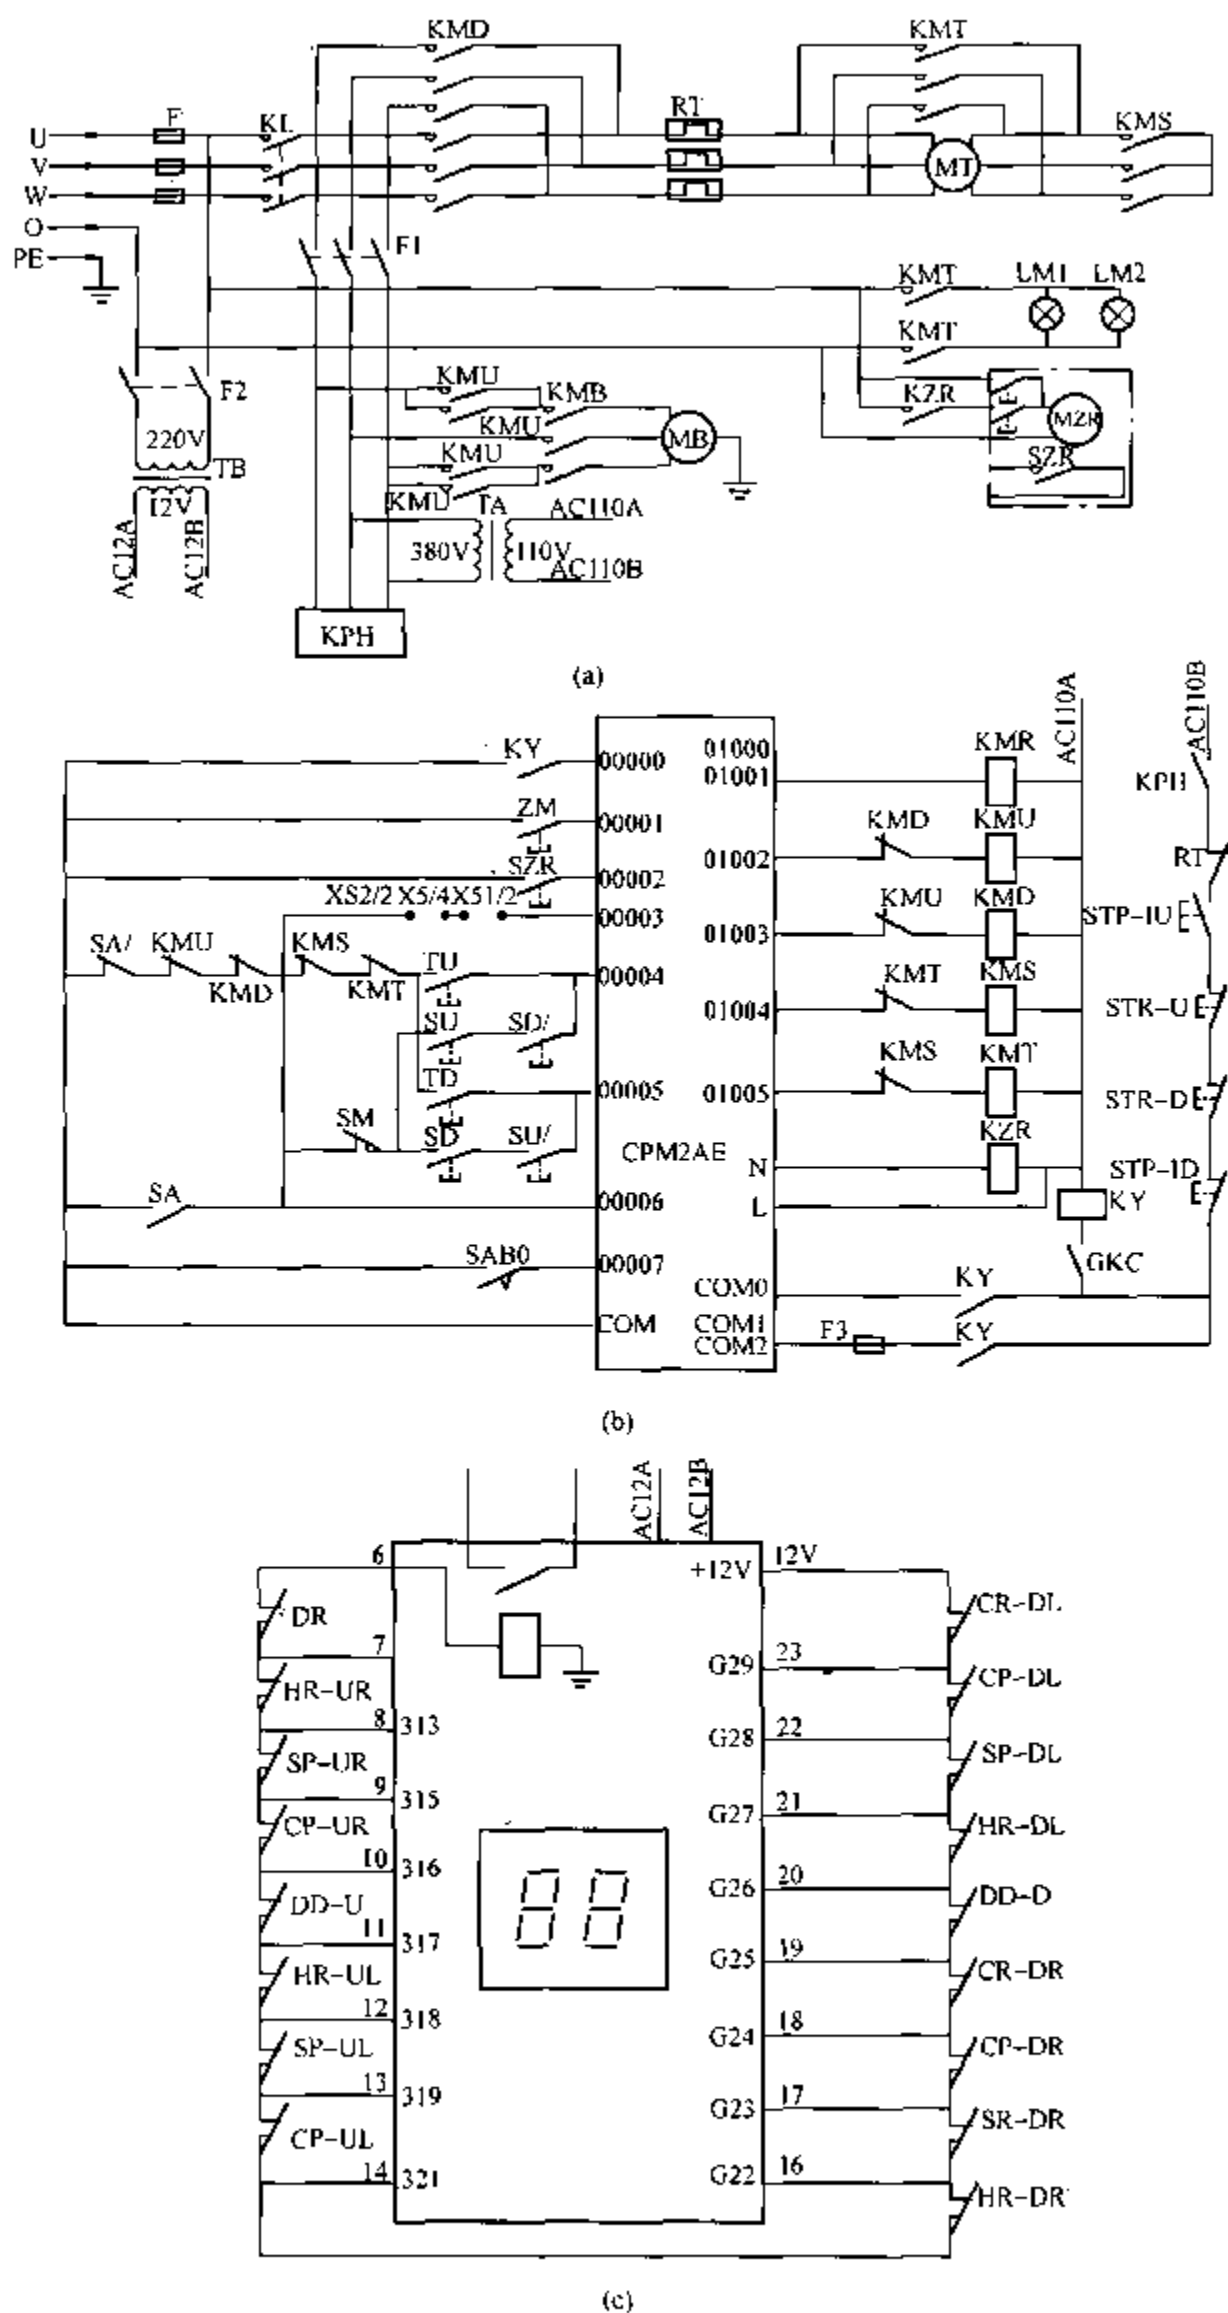 KMD
KMT
F
KL
RT
KMS
U
V
W
MT
O
PE
F1
KMT
LM1
LM2
KMT
F2
KMU
KMB
KZR
MZR
220V
KMU
MB
TB
KMU
SZR
12V
KMU
TA
AC110A
AC12A
AC12B
380V
110V
AC110B
KPH
(a)
AC110A
AC110B
KY
00000
01000
01001
KMR
KPH
ZM
00001
KMD
KMU
01002
RT
SZR
00002
XS2/2 X5/4 X51/2
00003
KMU
KMD
01003
STP-IU
SA/
KMU
KMS
TU
00004
KMD
KMT
KMT
KMS
01004
STR-U
SU
SD/
TD
00005
KMS
KMT
01005
STR-D
SM
SD
SU/
CPM2AE
KZR
N
STP-ID
SA
00006
L
KY
SAB0
00007
GKC
COM0
KY
COM
COM1
COM2
F3
KY
(b)
AC12A
AC12B
6
+12V
12V
DR
CR-DL
7
G29
23
HR-UR
CP-DL
8
313
G28
22
SP-UR
SP-DL
9
315
G27
21
CP-UR
HR-DL
10
316
G26
20
DD-U
DD-D
11
317
G25
19
HR-UL
CR-DR
12
318
G24
18
SP-UL
CP-DR
13
319
G23
17
CP-UL
SR-DR
14
321
G22
16
HR-DR
88
(c)